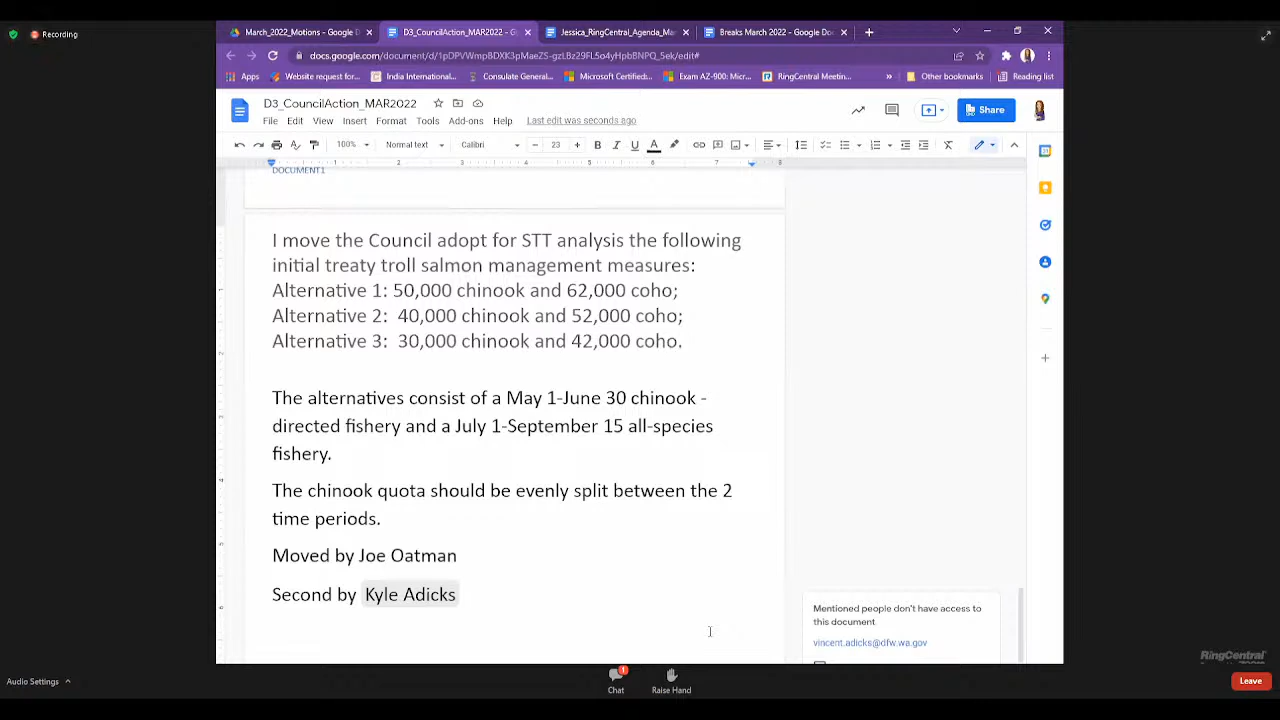 Recording
March_2022_Motions - Google D
D3_CouncilAction_MAR2022 - G
Jessica_RingCentral_Agenda_Ma
Breaks March 2022 - Google Do
Apps
Website request for...
India International...
Consulate General...
Microsoft Certified:...
Exam AZ-900: Micr...
RingCentral Meetin...
»
Other bookmarks
Reading list
D3_CouncilAction_MAR2022
File Edit View Insert Format Tools Add-ons Help Last edit was seconds ago
Share
100% Normal text Calibri − 23 + B I U A
DOCUMENT1
I move the Council adopt for STT analysis the following
initial treaty troll salmon management measures:
Alternative 1: 50,000 chinook and 62,000 coho;
Alternative 2:  40,000 chinook and 52,000 coho;
Alternative 3:  30,000 chinook and 42,000 coho.
The alternatives consist of a May 1-June 30 chinook -
directed fishery and a July 1-September 15 all-species
fishery.
The chinook quota should be evenly split between the 2
time periods.
Moved by Joe Oatman
Second by Kyle Adicks
Mentioned people don't have access to
this document
vincent.adicks@dfw.wa.gov
RingCentral
Audio Settings
Chat
1
Raise Hand
Leave